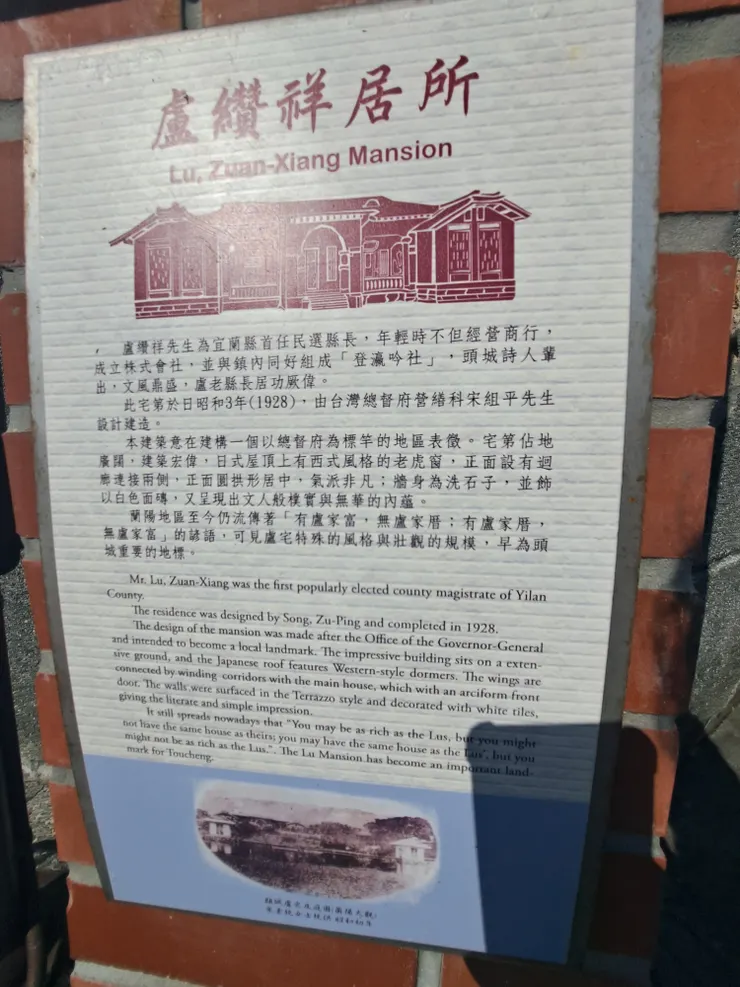 盧纘祥居所
Lu, Zuan-Xiang Mansion
盧纘祥先生為宜蘭縣首任民選縣長，年輕時不但經營商行，
成立株式會社，並與鎮內同好組成「登瀛吟社」，頭城詩人輩
出，文風鼎盛，盧老縣長居功厥偉。
此宅第於日昭和3年(1928)，由台灣總督府營繕科宋組平先生
設計建造。
本建築意在建構一個以總督府為標竿的地區表徵。宅第佔地
廣闊，建築宏偉，日式屋頂上有西式風格的老虎窗，正面設有迴
廊連接兩側，正面圓拱形居中，氣派非凡；牆身為洗石子，並飾
以白色面磚，又呈現出文人般樸實與無華的內蘊。
蘭陽地區至今仍流傳著「有盧家富，無盧家厝；有盧家厝，
無盧家富」的諺語，可見盧宅特殊的風格與壯觀的規模，早為頭
城重要的地標。
Mr. Lu, Zuan-Xiang was the first popularly elected county magistrate of Yilan
County.
The residence was designed by Song, Zu-Ping and completed in 1928.
The design of the mansion was made after the Office of the Governor-General
and intended to become a local landmark. The impressive building sits on a exten-
sive ground, and the Japanese roof features Western-style dormers. The wings are
connected by winding corridors with the main house, which with an arciform front
door. The walls were surfaced in the Terrazzo style and decorated with white tiles,
giving the literate and simple impression.
It still spreads nowadays that "You may be as rich as the Lus, but you might
not have the same house as theirs; you may have the same house as the Lus', but you
might not be as rich as the Lus.". The Lu Mansion has become an important land-
mark for Toucheng.